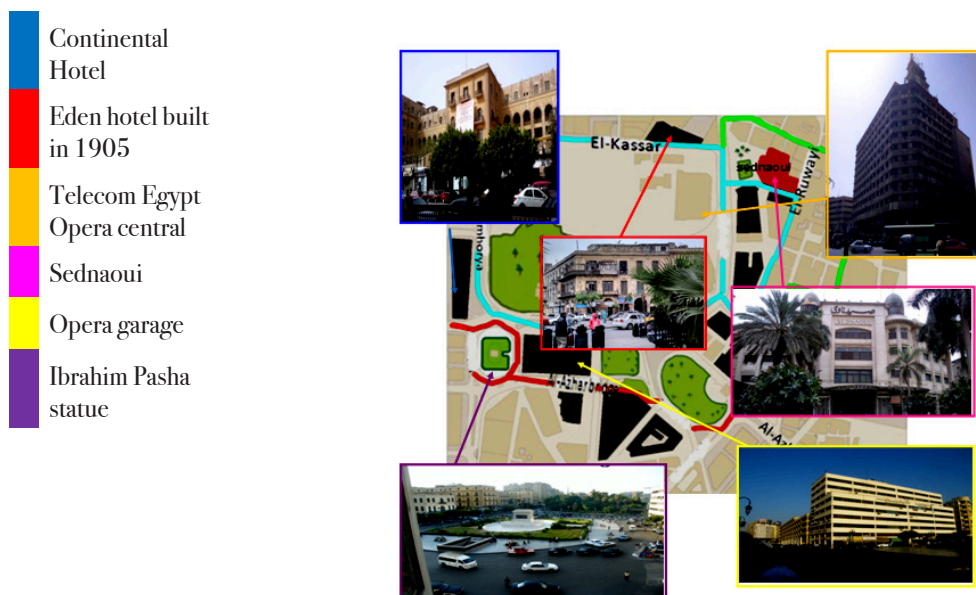 Continental
Hotel
Eden hotel built
in 1905
Telecom Egypt
Opera central
Sednaoui
Opera garage
Ibrahim Pasha
statue
El-Kassar
sednaoui
El-Ruwayi